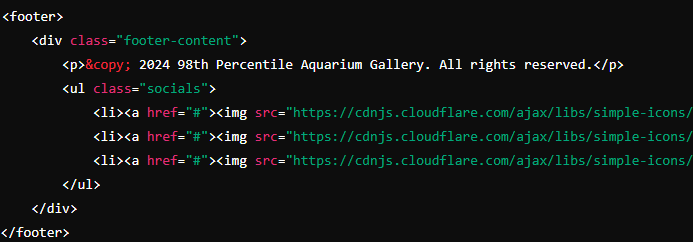 <footer>
<div class="footer-content">
<p>&copy; 2024 98th Percentile Aquarium Gallery. All rights reserved.</p>
<ul class="socials">
<li><a href="#"><img src="https://cdnjs.cloudflare.com/ajax/libs/simple-icons/
<li><a href="#"><img src="https://cdnjs.cloudflare.com/ajax/libs/simple-icons/
<li><a href="#"><img src="https://cdnjs.cloudflare.com/ajax/libs/simple-icons/
</ul>
</div>
</footer>